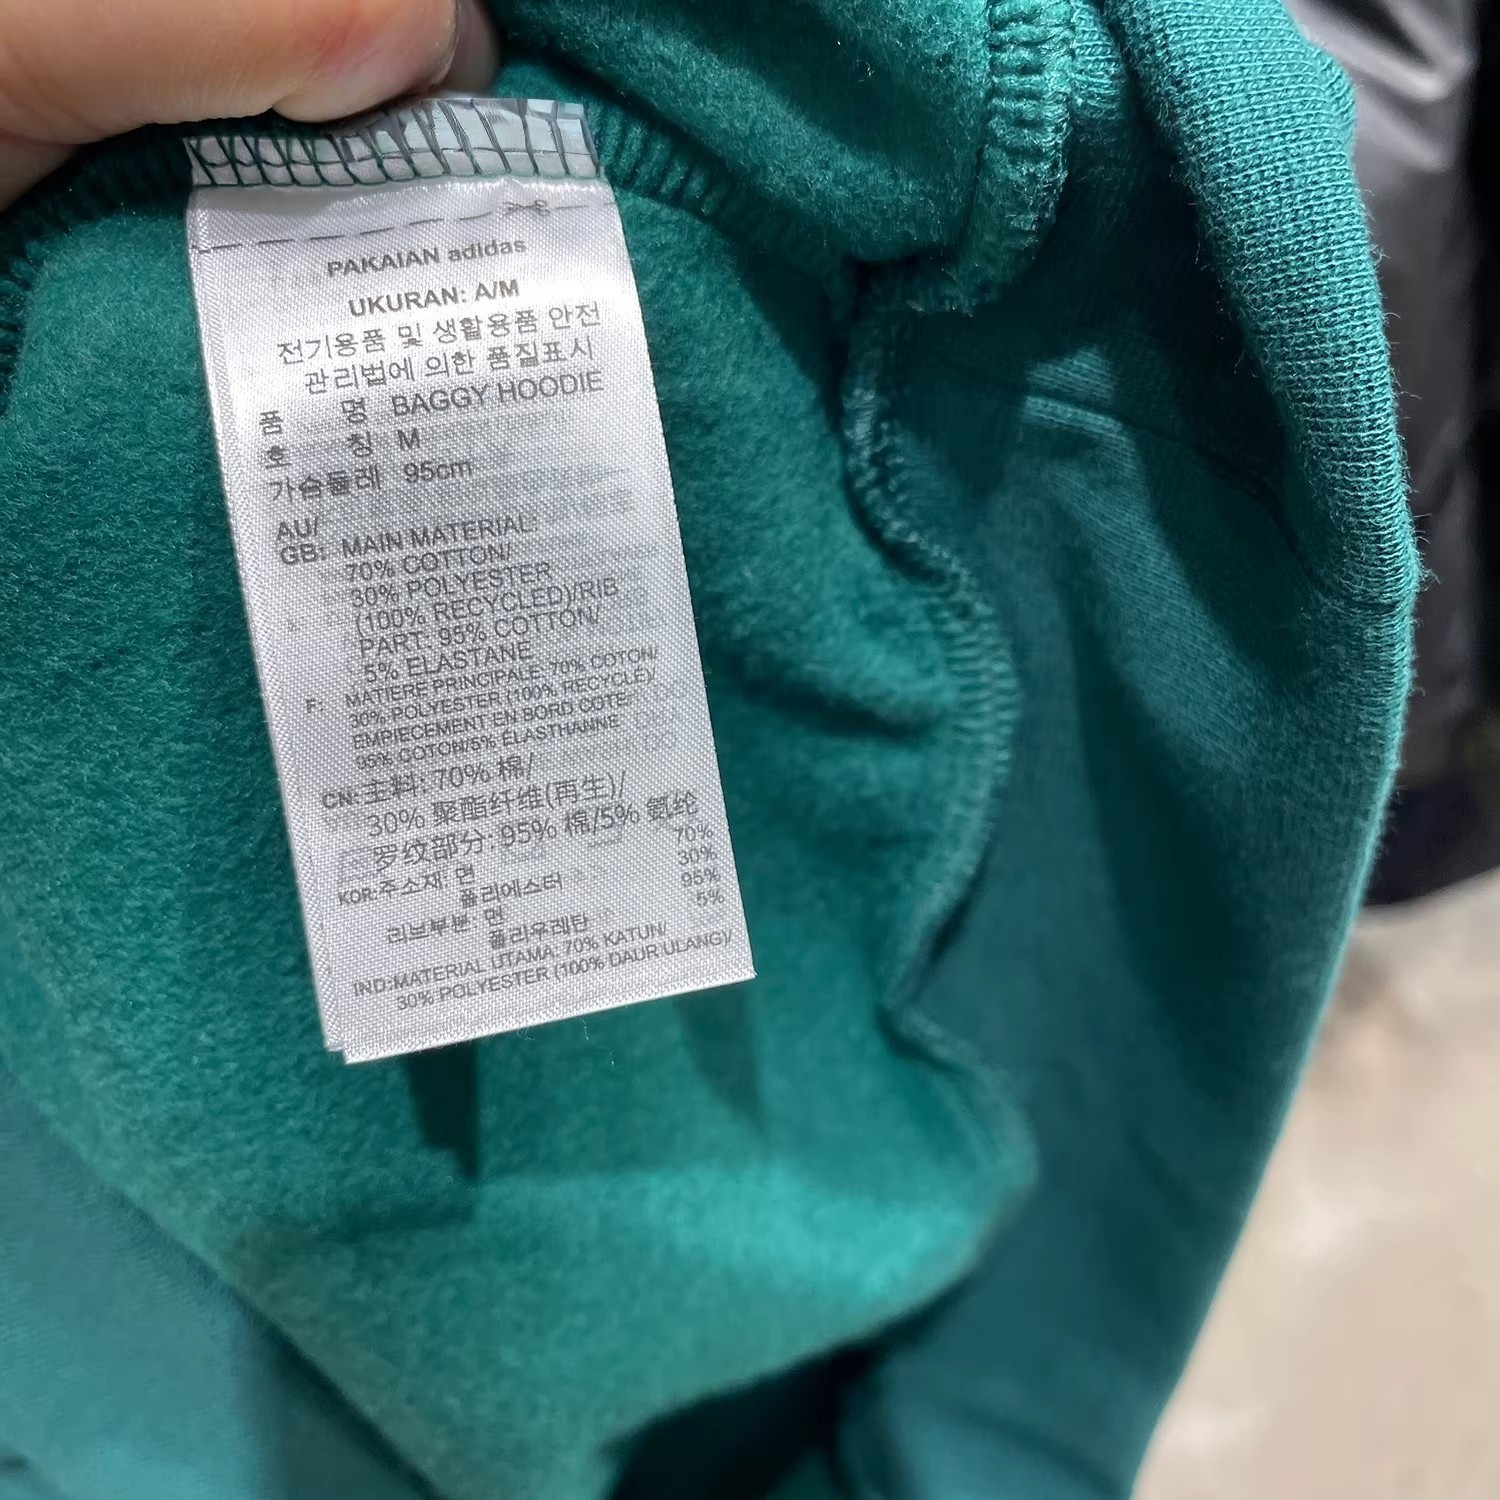 PAKAIAN adidas
UKURAN: A/M
전기용품 및 생활용품 안전
관리법에 의한 품질표시
품 명 BAGGY HOODIE
호 칭 M
가슴둘레 95cm
AU/
GB: MAIN MATERIAL:
70% COTTON/
30% POLYESTER
(100% RECYCLED)/RIB
PART: 95% COTTON/
5% ELASTANE
F: MATIERE PRINCIPALE: 70% COTON/
30% POLYESTER (100% RECYCLE)/
EMPIECEMENT EN BORD COTE:
95% COTON/5% ELASTHANNE
CN: 主料: 70% 棉/
30% 聚酯纤维(再生)/
罗纹部分: 95% 棉/5% 氨纶
KOR: 주소재: 면 70%
폴리에스터 30%
리브부분: 면 95%
폴리우레탄 5%
IND: MATERIAL UTAMA: 70% KATUN/
30% POLYESTER (100% DAUR ULANG)/